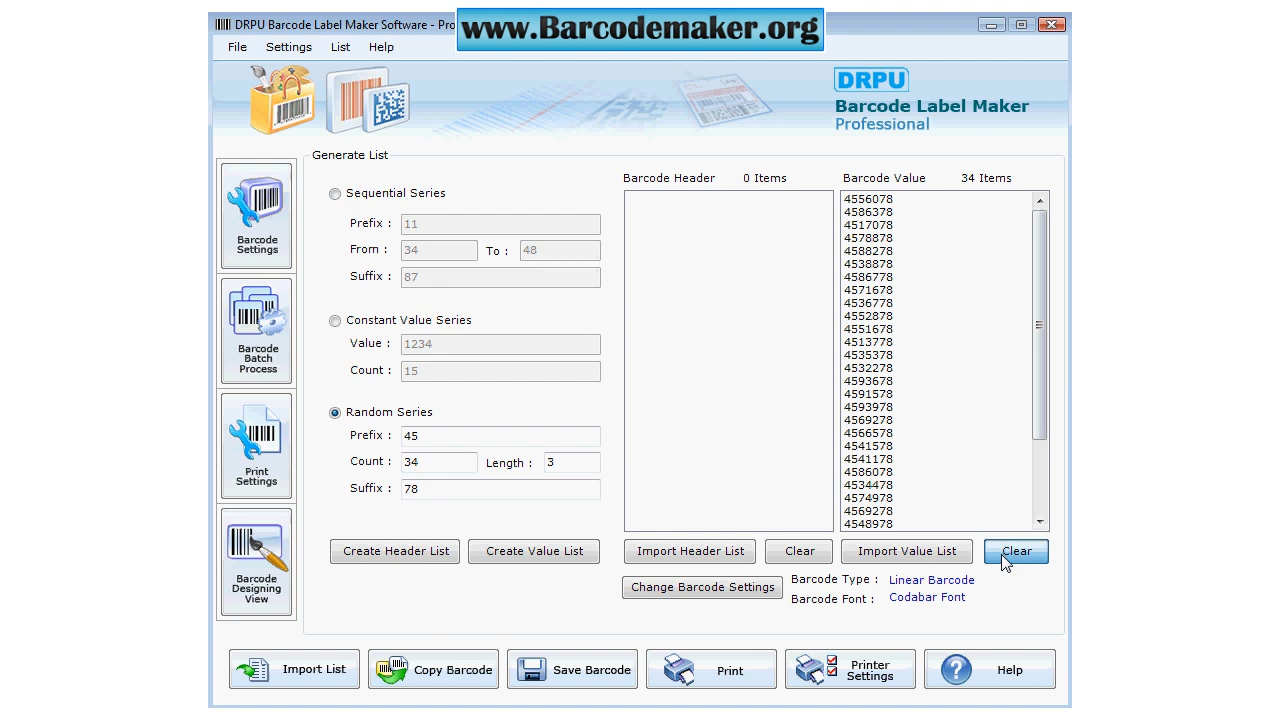 DRPU Barcode Label Maker Software - Pro
www.Barcodemaker.org
File Settings List Help
DRPU
Barcode Label Maker
Professional
Barcode
Settings
Barcode
Batch
Process
Print
Settings
Barcode
Designing
View
Generate List
Sequential Series
Prefix : 11
From : 34 To : 48
Suffix : 87
Constant Value Series
Value : 1234
Count : 15
Random Series
Prefix : 45
Count : 34 Length : 3
Suffix : 78
Create Header List Create Value List
Barcode Header 0 Items
Barcode Value 34 Items
4556078
4586378
4517078
4578878
4588278
4538878
4586778
4571678
4536778
4552878
4551678
4513778
4535378
4532278
4593678
4591578
4593978
4569278
4566578
4541578
4541178
4586078
4534478
4574978
4569278
4548978
Import Header List Clear Import Value List Clear
Change Barcode Settings
Barcode Type : Linear Barcode
Barcode Font : Codabar Font
Import List Copy Barcode Save Barcode Print Printer Settings Help